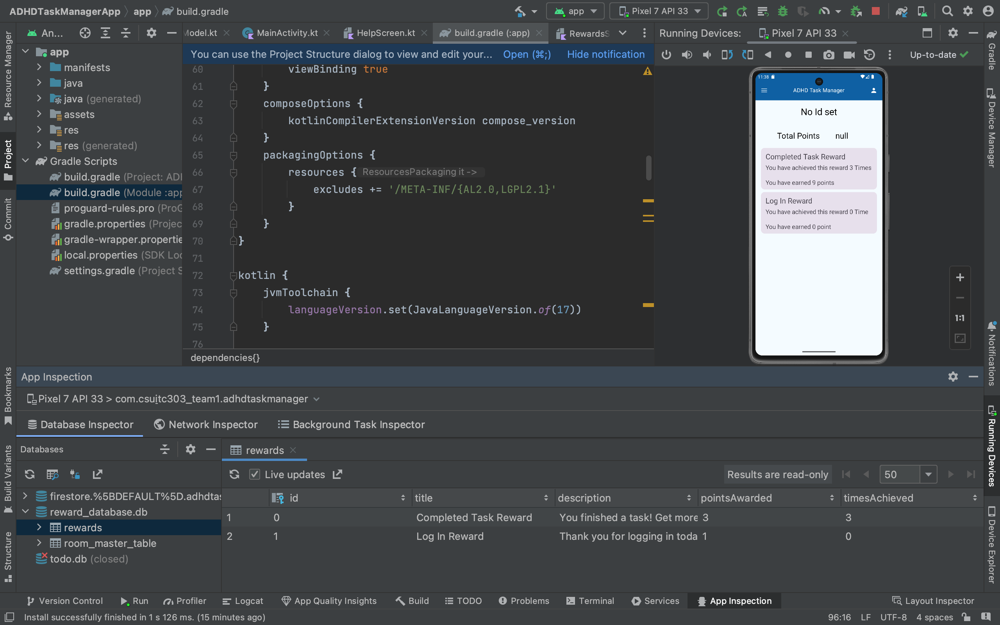 ADHDTaskManagerApp app build.gradle
app Pixel 7 API 33
An...
Model.kt MainActivity.kt HelpScreen.kt build.gradle (:app) RewardsS
Running Devices: Pixel 7 API 33
You can use the Project Structure dialog to view and edit your... Open (⌘;) Hide notification
Up-to-date
Resource Manager
Project
Commit
Bookmarks
Build Variants
Structure
app
manifests
java
java (generated)
assets
res
res (generated)
Gradle Scripts
build.gradle (Project: ADH
build.gradle (Module :app
proguard-rules.pro (ProG
gradle.properties (Projec
gradle-wrapper.propertie
local.properties (SDK Loc
settings.gradle (Project S
60 viewBinding true
61 }
62 composeOptions {
63 kotlinCompilerExtensionVersion compose_version
64 }
65 packagingOptions {
66 resources { ResourcesPackaging it ->
67 excludes += '/META-INF/{AL2.0,LGPL2.1}'
68 }
69 }
70 }
71
72 kotlin {
73 jvmToolchain {
74 languageVersion.set(JavaLanguageVersion.of(17))
75 }
76
dependencies{}
11:38
ADHD Task Manager
No Id set
Total Points null
Completed Task Reward
You have achieved this reward 3 Times
You have earned 9 points
Log In Reward
You have achieved this reward 0 Time
You have earned 0 point
1:1
Gradle
Device Manager
Notifications
Running Devices
Device Explorer
App Inspection
Pixel 7 API 33 > com.csuitc303_team1.adhdtaskmanager
Database Inspector Network Inspector Background Task Inspector
Databases
rewards
Live updates
Results are read-only 50
firestore.%5BDEFAULT%5D.adhdtas
reward_database.db
rewards
room_master_table
todo.db (closed)
id title description pointsAwarded timesAchieved
1 0 Completed Task Reward You finished a task! Get more 3 3
2 1 Log In Reward Thank you for logging in toda 1 0
Version Control Run Profiler Logcat App Quality Insights Build TODO Problems Terminal Services App Inspection Layout Inspector
Install successfully finished in 1 s 126 ms. (15 minutes ago)
96:16 LF UTF-8 4 spaces